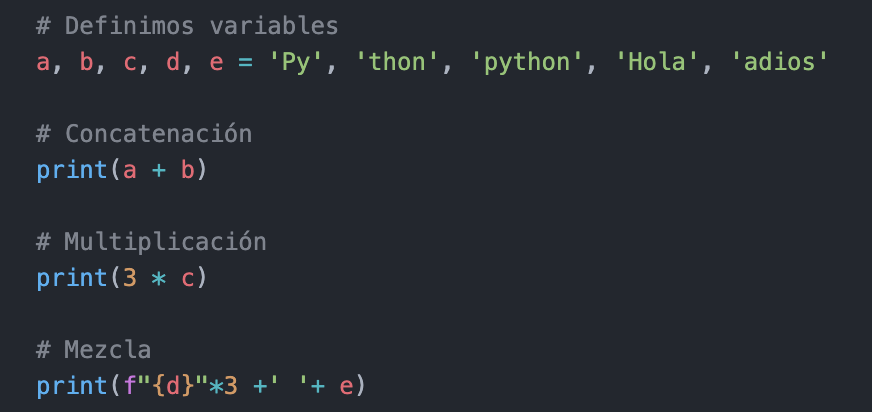 # Definimos variables
a, b, c, d, e = 'Py', 'thon', 'python', 'Hola', 'adios'
# Concatenación
print(a + b)
# Multiplicación
print(3 * c)
# Mezcla
print(f"{d}"*3 +' '+ e)